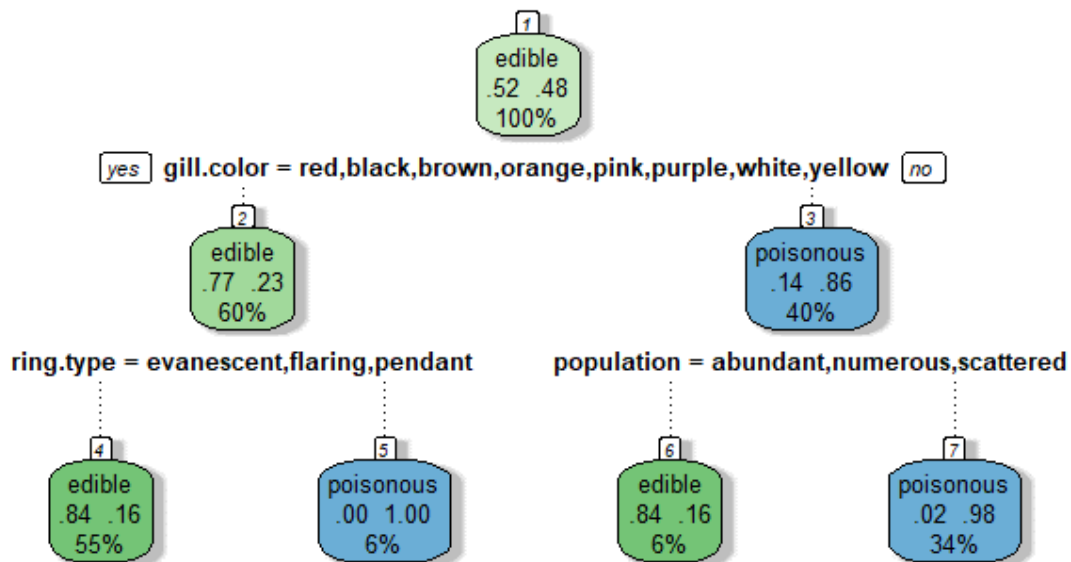 1
edible
.52 .48
100%
yes gill.color = red,black,brown,orange,pink,purple,white,yellow no
2
edible
.77 .23
60%
3
poisonous
.14 .86
40%
ring.type = evanescent,flaring,pendant
population = abundant,numerous,scattered
4
edible
.84 .16
55%
5
poisonous
.00 1.00
6%
6
edible
.84 .16
6%
7
poisonous
.02 .98
34%